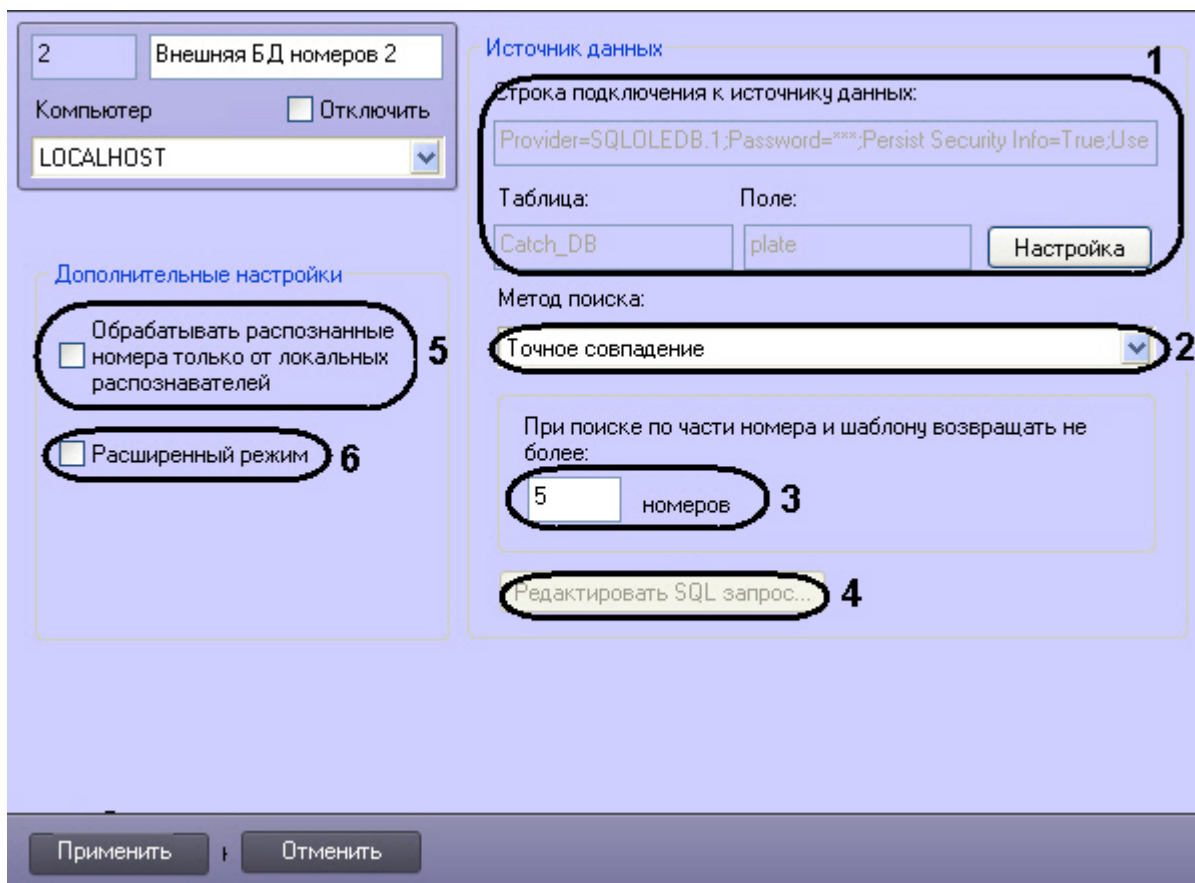 2
Внешняя БД номеров 2
Компьютер
Отключить
LOCALHOST
Дополнительные настройки
Обрабатывать распознанные
номера только от локальных
распознавателей
5
Расширенный режим
6
Источник данных
1
Строка подключения к источнику данных:
Provider=SQLOLEDB.1;Password=***;Persist Security Info=True;Use
Таблица:
Поле:
Catch_DB
plate
Настройка
Метод поиска:
Точное совпадение
2
При поиске по части номера и шаблону возвращать не
более:
5
номеров
3
Редактировать SQL запрос...
4
Применить
Отменить